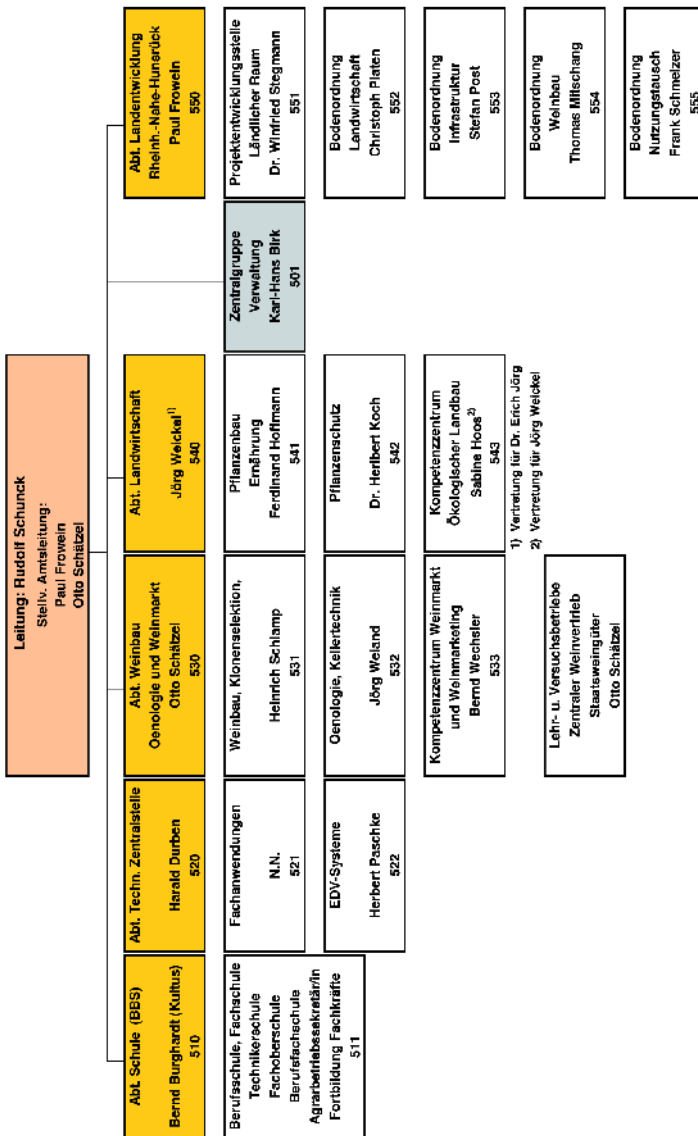 Leitung: Rudolf Schunck
Stellv. Amtsleitung:
Paul Frowein
Otto Schätzel
Abt. Schule (BBS)
Bernd Burghardt (Kultus)
510
Berufsschule, Fachschule
Technikerschule
Fachoberschule
Berufsfachschule
Agrarbetriebssekretär/in
Fortbildung Fachkräfte
511
Abt. Techn. Zentralstelle
Harald Durben
520
Fachanwendungen
N.N.
521
EDV-Systeme
Herbert Paschke
522
Abt. Weinbau
Oenologie und Weinmarkt
Otto Schätzel
530
Weinbau, Klonenselektion,
Heinrich Schlamp
531
Oenologie, Kellertechnik
Jörg Weiand
532
Kompetenzzentrum Weinmarkt
und Weinmarketing
Bernd Wechsler
533
Lehr- u. Versuchsbetriebe
Zentraler Weinvertrieb
Staatsweingüter
Otto Schätzel
Abt. Landwirtschaft
Jörg Weickel1)
540
Pflanzenbau
Ernährung
Ferdinand Hoffmann
541
Pflanzenschutz
Dr. Heribert Koch
542
Kompetenzzentrum
Ökologischer Landbau
Sabine Hoos2)
543
1) Vertretung für Dr. Erich Jörg
2) Vertretung für Jörg Weickel
Zentralgruppe
Verwaltung
Karl-Hans Birk
501
Abt. Landentwicklung
Rheinh.-Nahe-Hunsrück
Paul Frowein
550
Projektentwicklungsstelle
Ländlicher Raum
Dr. Winfried Stegmann
551
Bodenordnung
Landwirtschaft
Christoph Platen
552
Bodenordnung
Infrastruktur
Stefan Post
553
Bodenordnung
Weinbau
Thomas Mitschang
554
Bodenordnung
Nutzungstausch
Frank Schmelzer
555